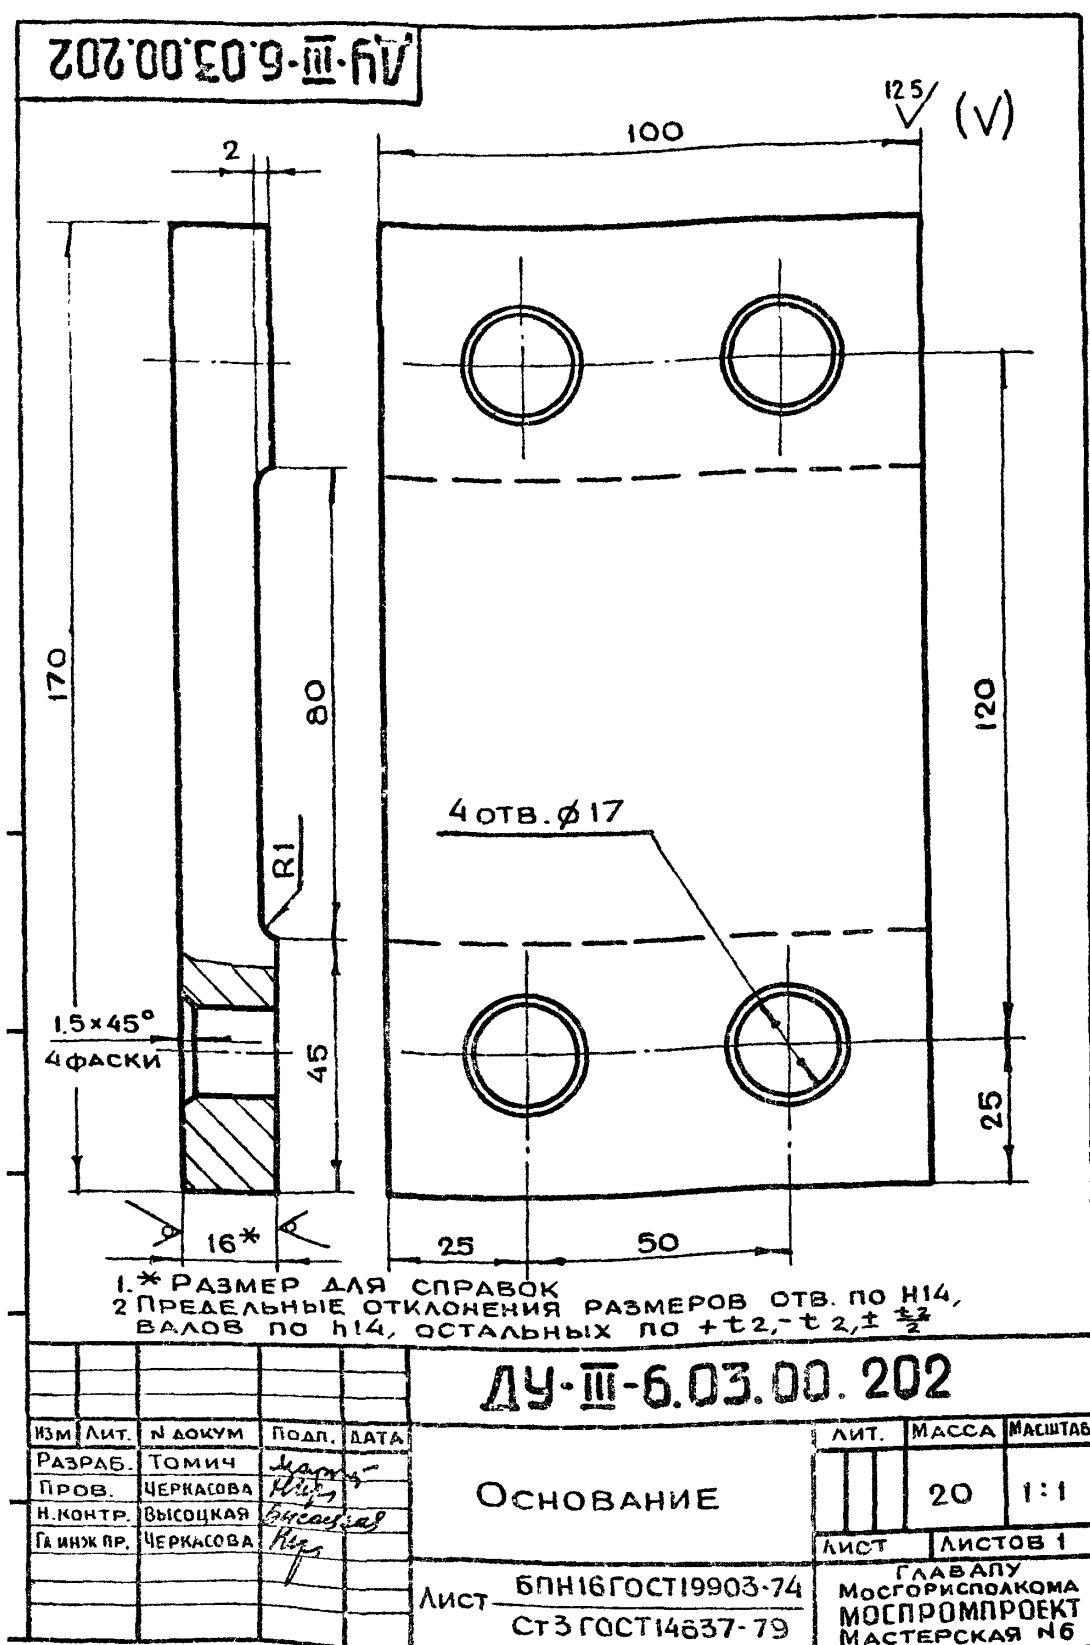 ДУ-III-6.03.00.202
125
(V)
100
2
170
80
120
4 ОТВ. ϕ 17
R1
1.5×45°
4 ФАСКИ
45
25
16*
25
50
1. * РАЗМЕР ДЛЯ СПРАВОК
2 ПРЕДЕЛЬНЫЕ ОТКЛОНЕНИЯ РАЗМЕРОВ ОТВ. ПО H14,
ВАЛОВ ПО h14, ОСТАЛЬНЫХ ПО +t2, -t2, ± t2/2
ДУ-III-6.03.00.202
ИЗМ ЛИТ. N ДОКУМ ПОДП. ДАТА
РАЗРАБ. ТОМИЧ
ПРОВ. ЧЕРКАСОВА
Н.КОНТР. ВЫСОЦКАЯ
ГЛ ИНЖ ПР. ЧЕРКАСОВА
ОСНОВАНИЕ
ЛИТ. МАССА МАСШТАБ
20 1:1
ЛИСТ ЛИСТОВ 1
Лист БПН16 ГОСТ19903-74
Ст3 ГОСТ14637-79
ГЛАВАПУ
МОСГОРИСПОЛКОМА
МОСПРОМПРОЕКТ
МАСТЕРСКАЯ N6